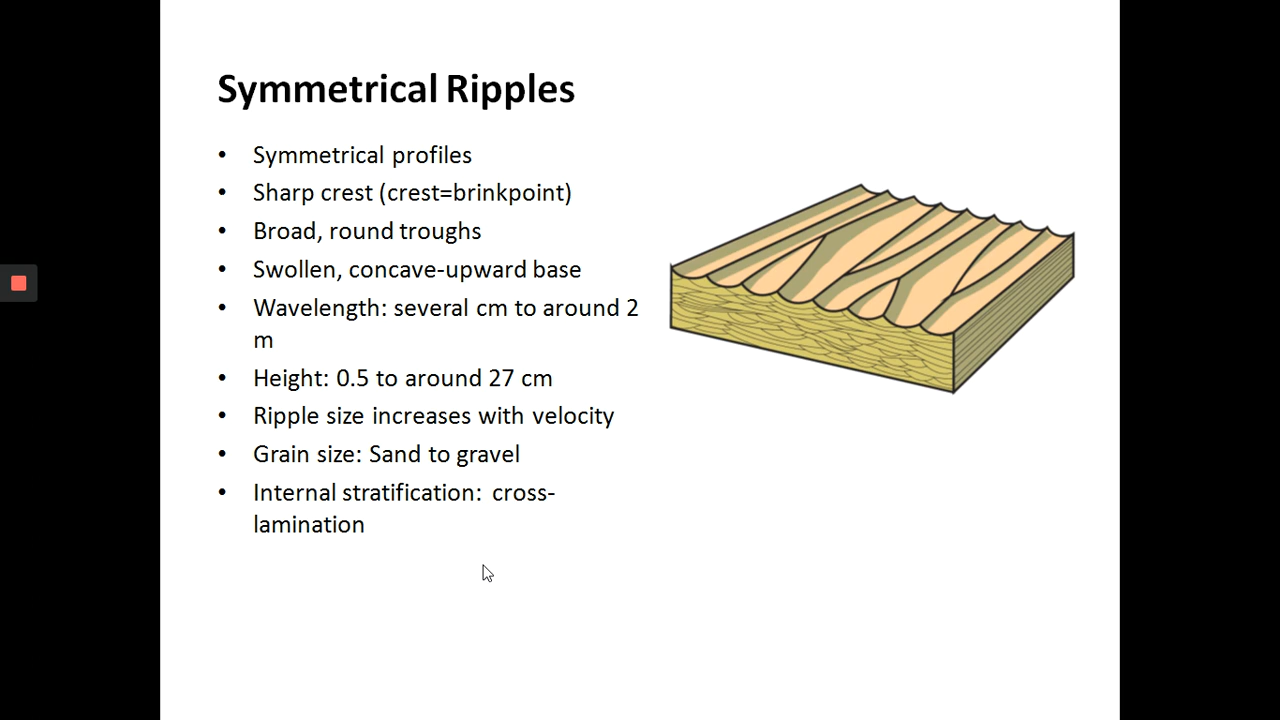 Symmetrical Ripples
• Symmetrical profiles
• Sharp crest (crest=brinkpoint)
• Broad, round troughs
• Swollen, concave-upward base
• Wavelength: several cm to around 2
m
• Height: 0.5 to around 27 cm
• Ripple size increases with velocity
• Grain size: Sand to gravel
• Internal stratification: cross-
lamination